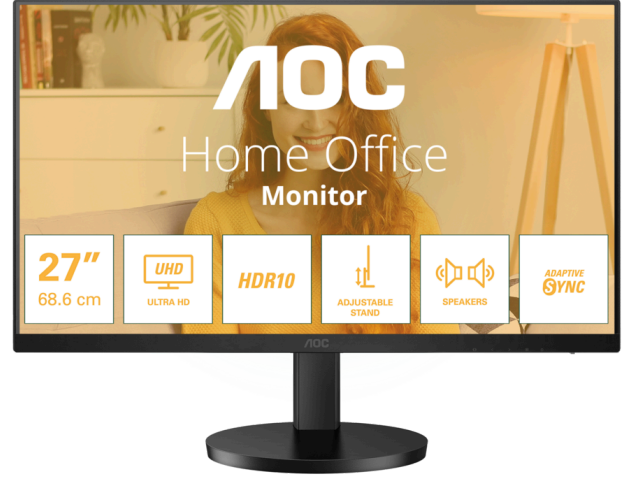 AOC
Home Office
Monitor
27"
68.6 cm
UHD
ULTRA HD
HDR10
ADJUSTABLE
STAND
SPEAKERS
ADAPTIVE
SYNC
AOC